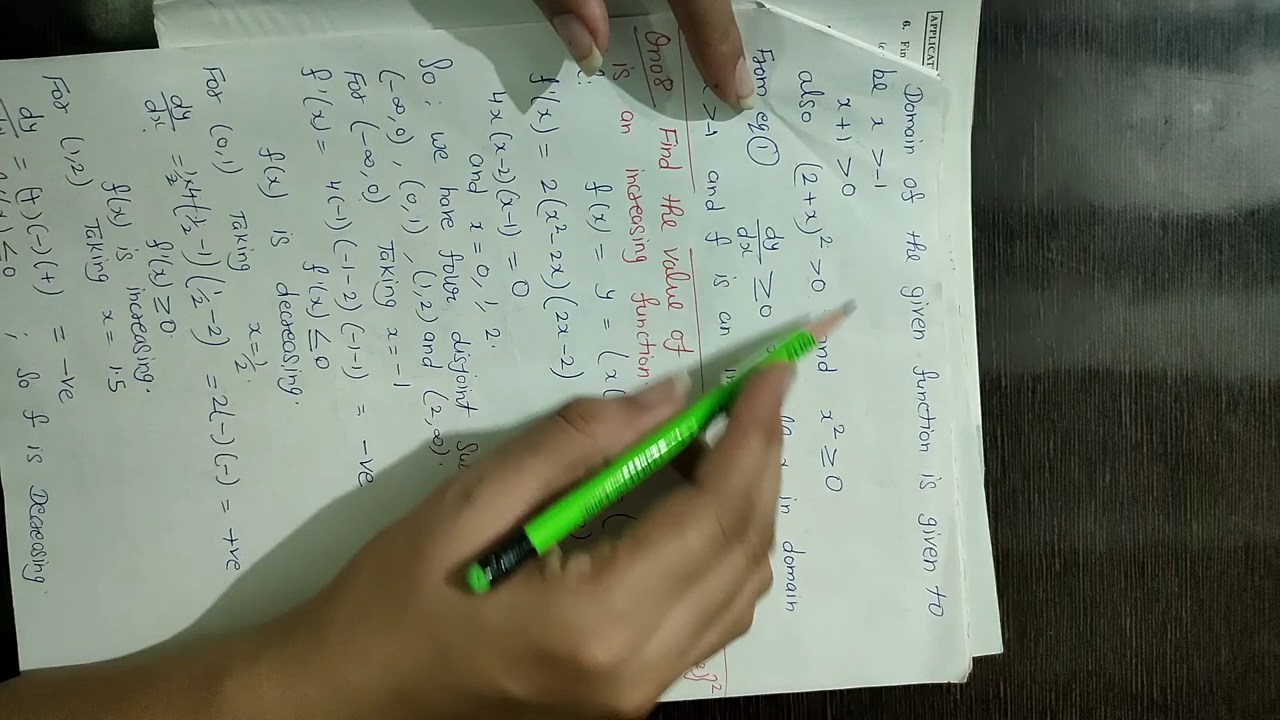 APPLICAT
6. Fin
Domain of the given function is given to
be x > -1
x + 1 > 0
also (2+x)² > 0 and x² ≥ 0
From eq ① dy/dx ≥ 0 in domain
x > -1 and f is an
Qno8 Find the value of
is an increasing function.
f(x) = y = (x(
f'(x) = 2(x² - 2x)(2x - 2)
4x(x-2)(x-1) = 0
and x = 0, 1, 2.
So ; we have four disjoint
(-∞,0), (0,1), (1,2) and (2,∞).
For (-∞,0) Taking x = -1
f'(x) = 4(-1)(-1-2)(-1-1) = -ve
f'(x) ≤ 0
f(x) is decreasing.
For (0,1) Taking x = 1/2.
dy/dx = 1/2 × 4(1/2 - 1)(1/2 - 2) = 2(-)(-) = +ve
f'(x) ≥ 0
f(x) is increasing.
For (1,2) Taking x = 1.5
dy/dx = (+)(-)(+) = -ve
≤ 0 ; So f is Decreasing